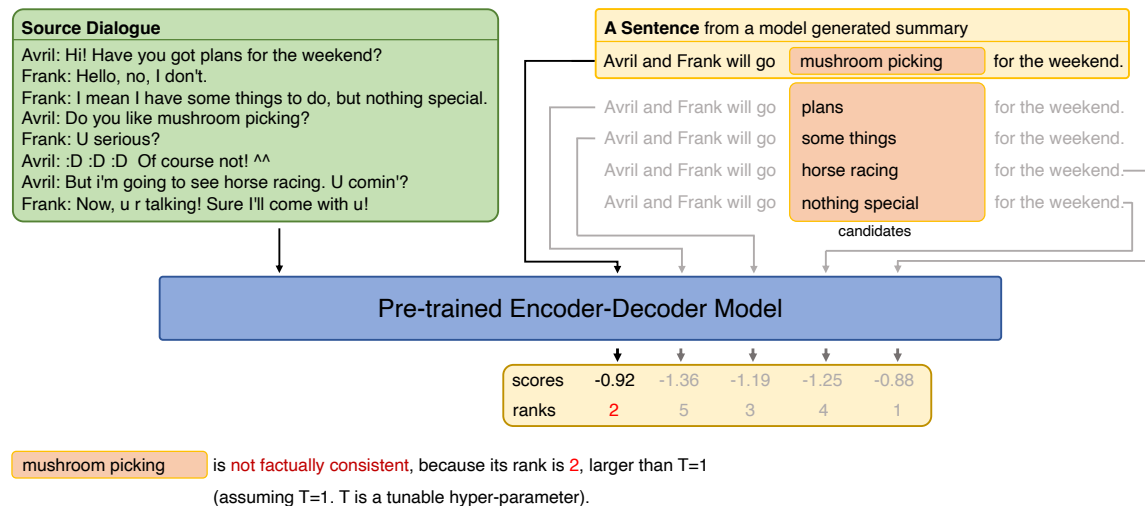 Source Dialogue
Avril: Hi! Have you got plans for the weekend?
Frank: Hello, no, I don't.
Frank: I mean I have some things to do, but nothing special.
Avril: Do you like mushroom picking?
Frank: U serious?
Avril: :D :D :D  Of course not! ^^
Avril: But i'm going to see horse racing. U comin'?
Frank: Now, u r talking! Sure I'll come with u!
A Sentence from a model generated summary
Avril and Frank will go mushroom picking for the weekend.
Avril and Frank will go plans for the weekend.
Avril and Frank will go some things for the weekend.
Avril and Frank will go horse racing for the weekend.
Avril and Frank will go nothing special for the weekend.
candidates
Pre-trained Encoder-Decoder Model
scores -0.92 -1.36 -1.19 -1.25 -0.88
ranks 2 5 3 4 1
mushroom picking is not factually consistent, because its rank is 2, larger than T=1
(assuming T=1. T is a tunable hyper-parameter).